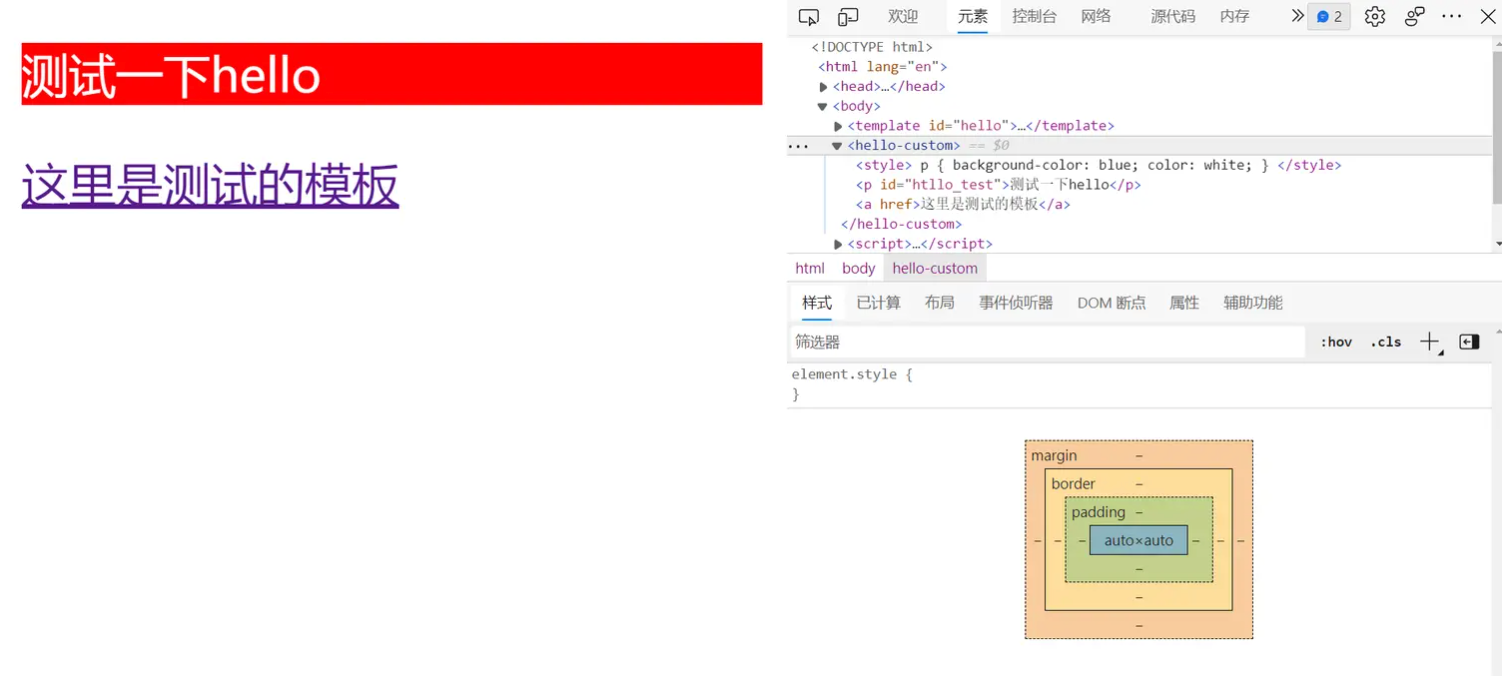 测试一下hello
这里是测试的模板
欢迎 元素 控制台 网络 源代码 内存 2
<!DOCTYPE html>
<html lang="en">
<head>…</head>
<body>
<template id="hello">…</template>
<hello-custom> == $0
<style> p { background-color: blue; color: white; } </style>
<p id="htllo_test">测试一下hello</p>
<a href>这里是测试的模板</a>
</hello-custom>
<script>…</script>
html body hello-custom
样式 已计算 布局 事件侦听器 DOM 断点 属性 辅助功能
筛选器 :hov .cls
element.style {
}
margin –
border –
padding –
– – – auto×auto – – –
–
–
–